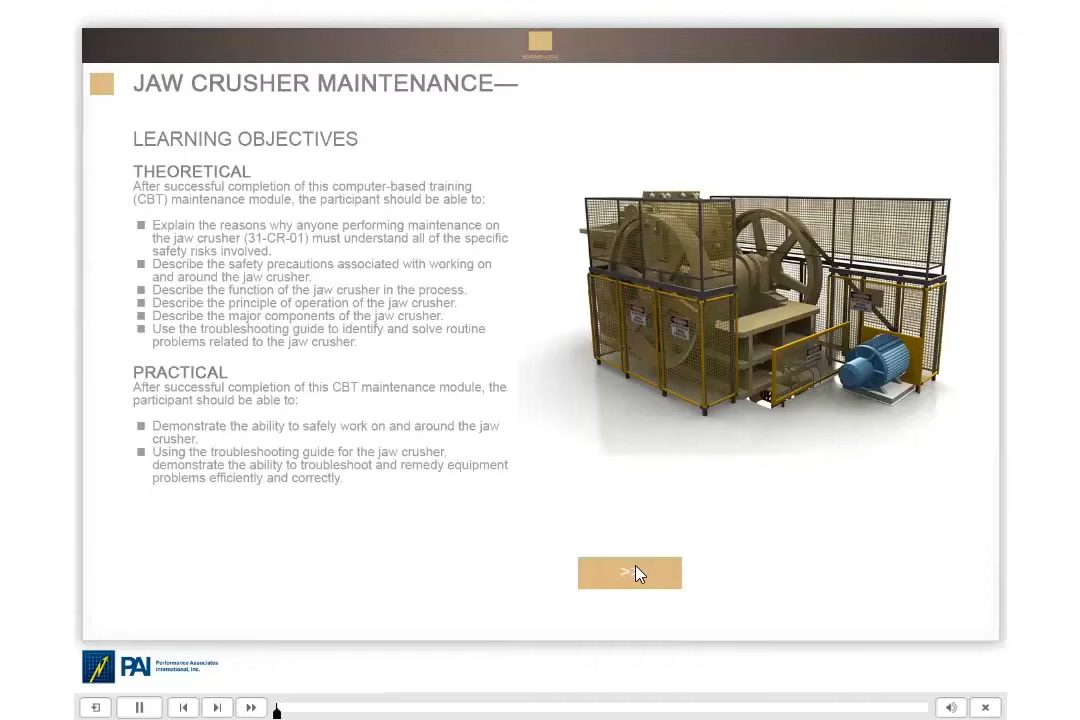 JAW CRUSHER MAINTENANCE—
LEARNING OBJECTIVES
THEORETICAL
After successful completion of this computer-based training
(CBT) maintenance module, the participant should be able to:
Explain the reasons why anyone performing maintenance on
the jaw crusher (31-CR-01) must understand all of the specific
safety risks involved.
Describe the safety precautions associated with working on
and around the jaw crusher.
Describe the function of the jaw crusher in the process.
Describe the principle of operation of the jaw crusher.
Describe the major components of the jaw crusher.
Use the troubleshooting guide to identify and solve routine
problems related to the jaw crusher.
PRACTICAL
After successful completion of this CBT maintenance module, the
participant should be able to:
Demonstrate the ability to safely work on and around the jaw
crusher.
Using the troubleshooting guide for the jaw crusher,
demonstrate the ability to troubleshoot and remedy equipment
problems efficiently and correctly.
PAI
Performance Associates
International, Inc.